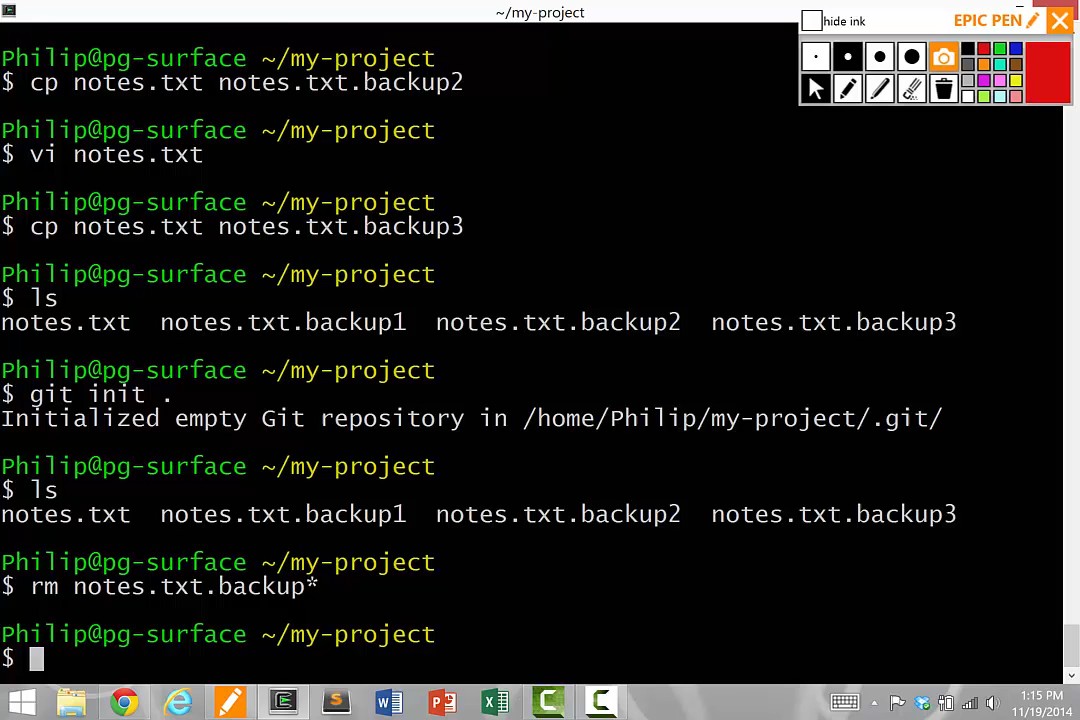 ~/my-project
hide ink
EPIC PEN
Philip@pg-surface ~/my-project
$ cp notes.txt notes.txt.backup2
Philip@pg-surface ~/my-project
$ vi notes.txt
Philip@pg-surface ~/my-project
$ cp notes.txt notes.txt.backup3
Philip@pg-surface ~/my-project
$ ls
notes.txt  notes.txt.backup1  notes.txt.backup2  notes.txt.backup3
Philip@pg-surface ~/my-project
$ git init .
Initialized empty Git repository in /home/Philip/my-project/.git/
Philip@pg-surface ~/my-project
$ ls
notes.txt  notes.txt.backup1  notes.txt.backup2  notes.txt.backup3
Philip@pg-surface ~/my-project
$ rm notes.txt.backup*
Philip@pg-surface ~/my-project
$
1:15 PM
11/19/2014